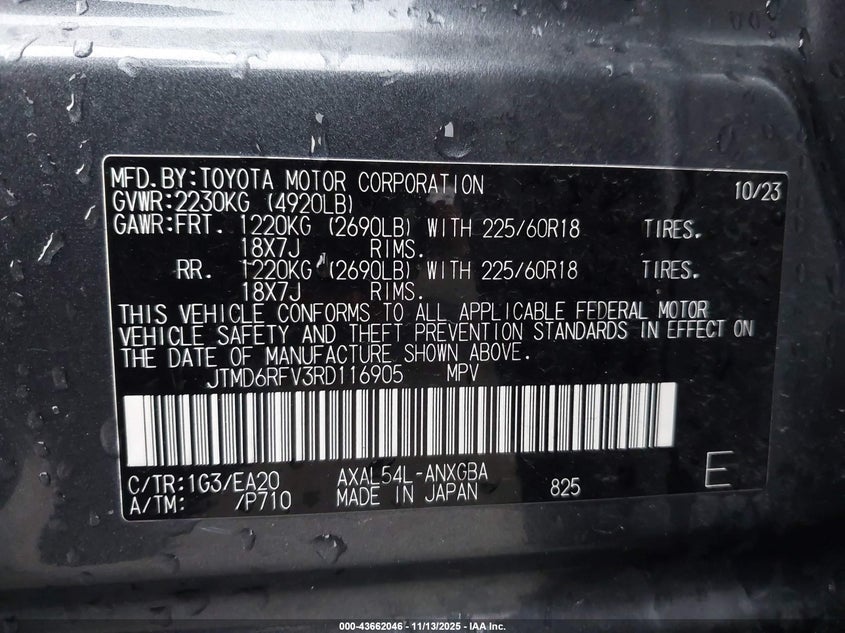 MFD.BY:TOYOTA MOTOR CORPORATION 10/23
GVWR:2230KG (4920LB)
GAWR:FRT. 1220KG (2690LB) WITH 225/60R18 TIRES.
18X7J RIMS.
RR. 1220KG (2690LB) WITH 225/60R18 TIRES.
18X7J RIMS.
THIS VEHICLE CONFORMS TO ALL APPLICABLE FEDERAL MOTOR
VEHICLE SAFETY AND THEFT PREVENTION STANDARDS IN EFFECT ON
THE DATE OF MANUFACTURE SHOWN ABOVE.
JTMD6RFV3RD116905 MPV
C/TR:1G3/EA20 AXAL54L-ANXGBA
A/TM: /P710 MADE IN JAPAN 825 E
000-43662046 - 11/13/2025 - IAA Inc.